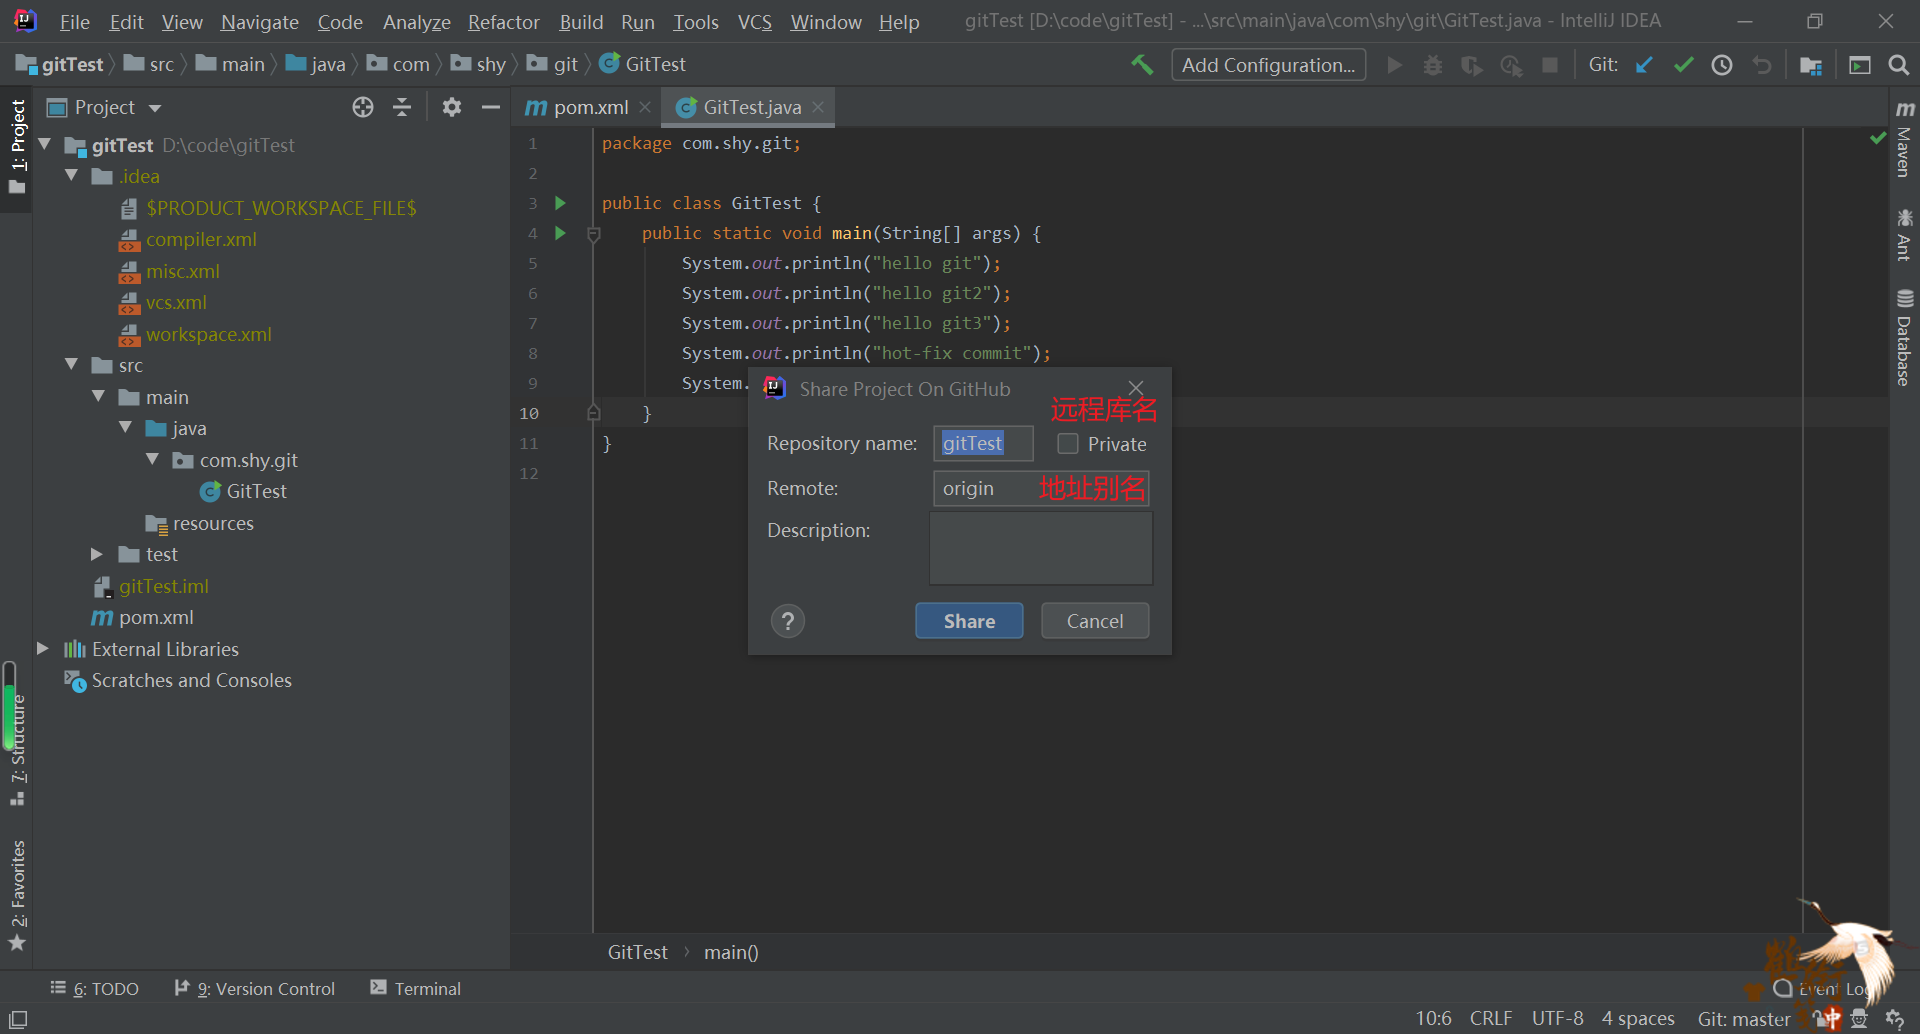 File Edit View Navigate Code Analyze Refactor Build Run Tools VCS Window Help gitTest [D:\code\gitTest] - ...\src\main\java\com\shy\git\GitTest.java - IntelliJ IDEA
gitTest src main java com shy git GitTest Add Configuration... Git:
1: Project
7: Structure
2: Favorites
Project
gitTest D:\code\gitTest
.idea
$PRODUCT_WORKSPACE_FILE$
compiler.xml
misc.xml
vcs.xml
workspace.xml
src
main
java
com.shy.git
GitTest
resources
test
gitTest.iml
pom.xml
External Libraries
Scratches and Consoles
pom.xml GitTest.java
1 package com.shy.git;
2
3 public class GitTest {
4 public static void main(String[] args) {
5 System.out.println("hello git");
6 System.out.println("hello git2");
7 System.out.println("hello git3");
8 System.out.println("hot-fix commit");
9 System.
10 }
11 }
12
Share Project On GitHub
远程库名
Repository name: gitTest Private
Remote: origin 地址别名
Description:
? Share Cancel
Maven
Ant
Database
GitTest main()
6: TODO 9: Version Control Terminal Event Log
10:6 CRLF UTF-8 4 spaces Git: master 中